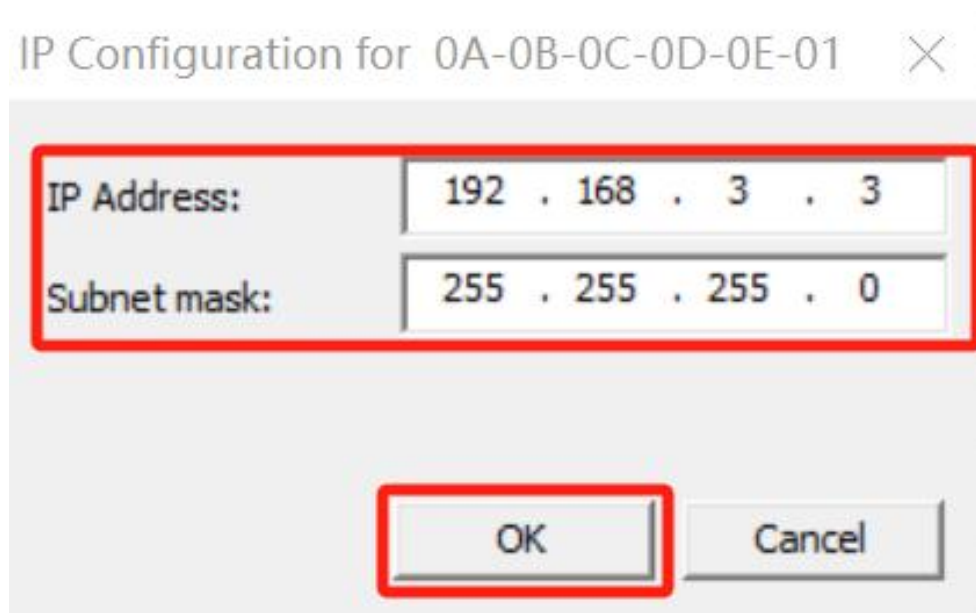 IP Configuration for 0A-0B-0C-0D-0E-01
IP Address: 192 . 168 . 3 . 3
Subnet mask: 255 . 255 . 255 . 0
OK Cancel